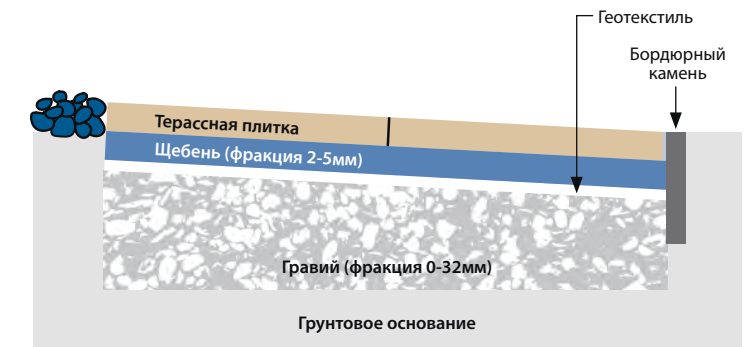 Геотекстиль
Бордюрный
камень
Терассная плитка
Щебень (фракция 2-5мм)
Гравий (фракция 0-32мм)
Грунтовое основание